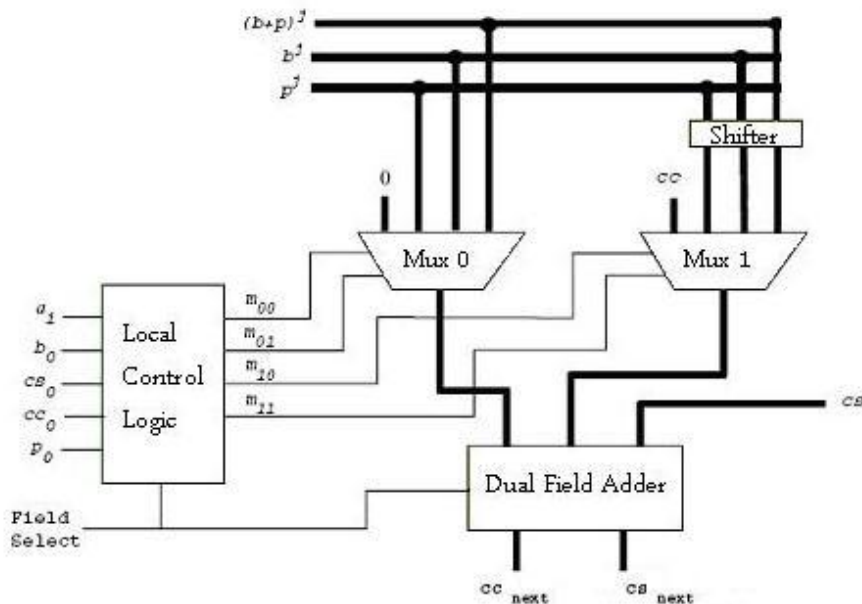 (b+p)^j
b^j
p^j
Shifter
0
cc
Mux 0
Mux 1
a_i
b_0
cs_0
cc_0
p_0
Local
Control
Logic
m_00
m_01
m_10
m_11
cs
Dual Field Adder
Field
Select
cc_next
cs_next